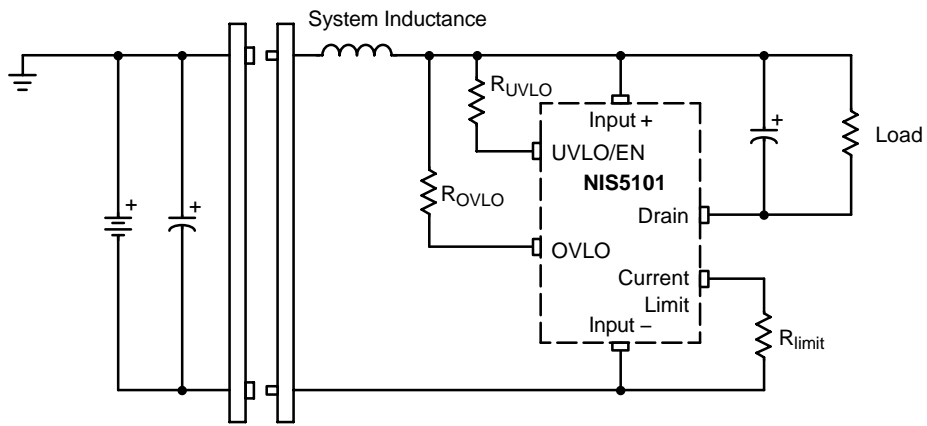 System Inductance
R_UVLO
Input +
UVLO/EN
NIS5101
R_OVLO
Drain
OVLO
Current
Limit
Input –
Load
R_limit
+
+
+